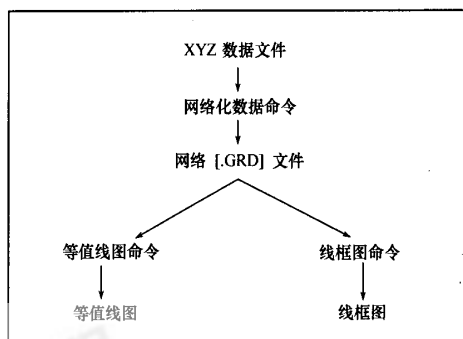 XYZ 数据文件
网络化数据命令
网络 [.GRD] 文件
等值线图命令
线框图命令
等值线图
线框图